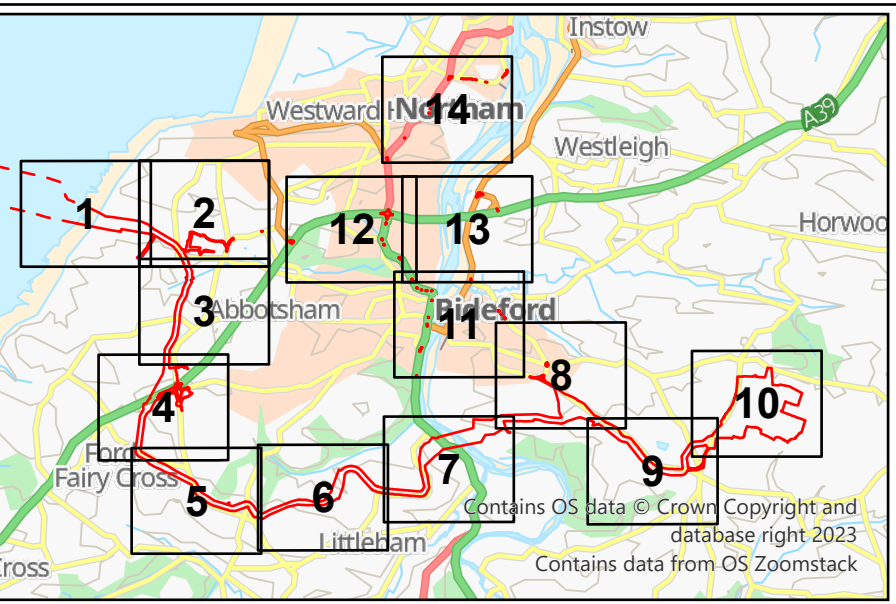 Instow
14
Westward H
Northam
A39
Westleigh
1
2
12
13
Horwoo
3
Abbotsham
Bideford
11
8
4
10
Ford
Fairy Cross
5
6
7
9
Contains OS data © Crown Copyright and
database right 2023
Littleham
Contains data from OS Zoomstack
ross